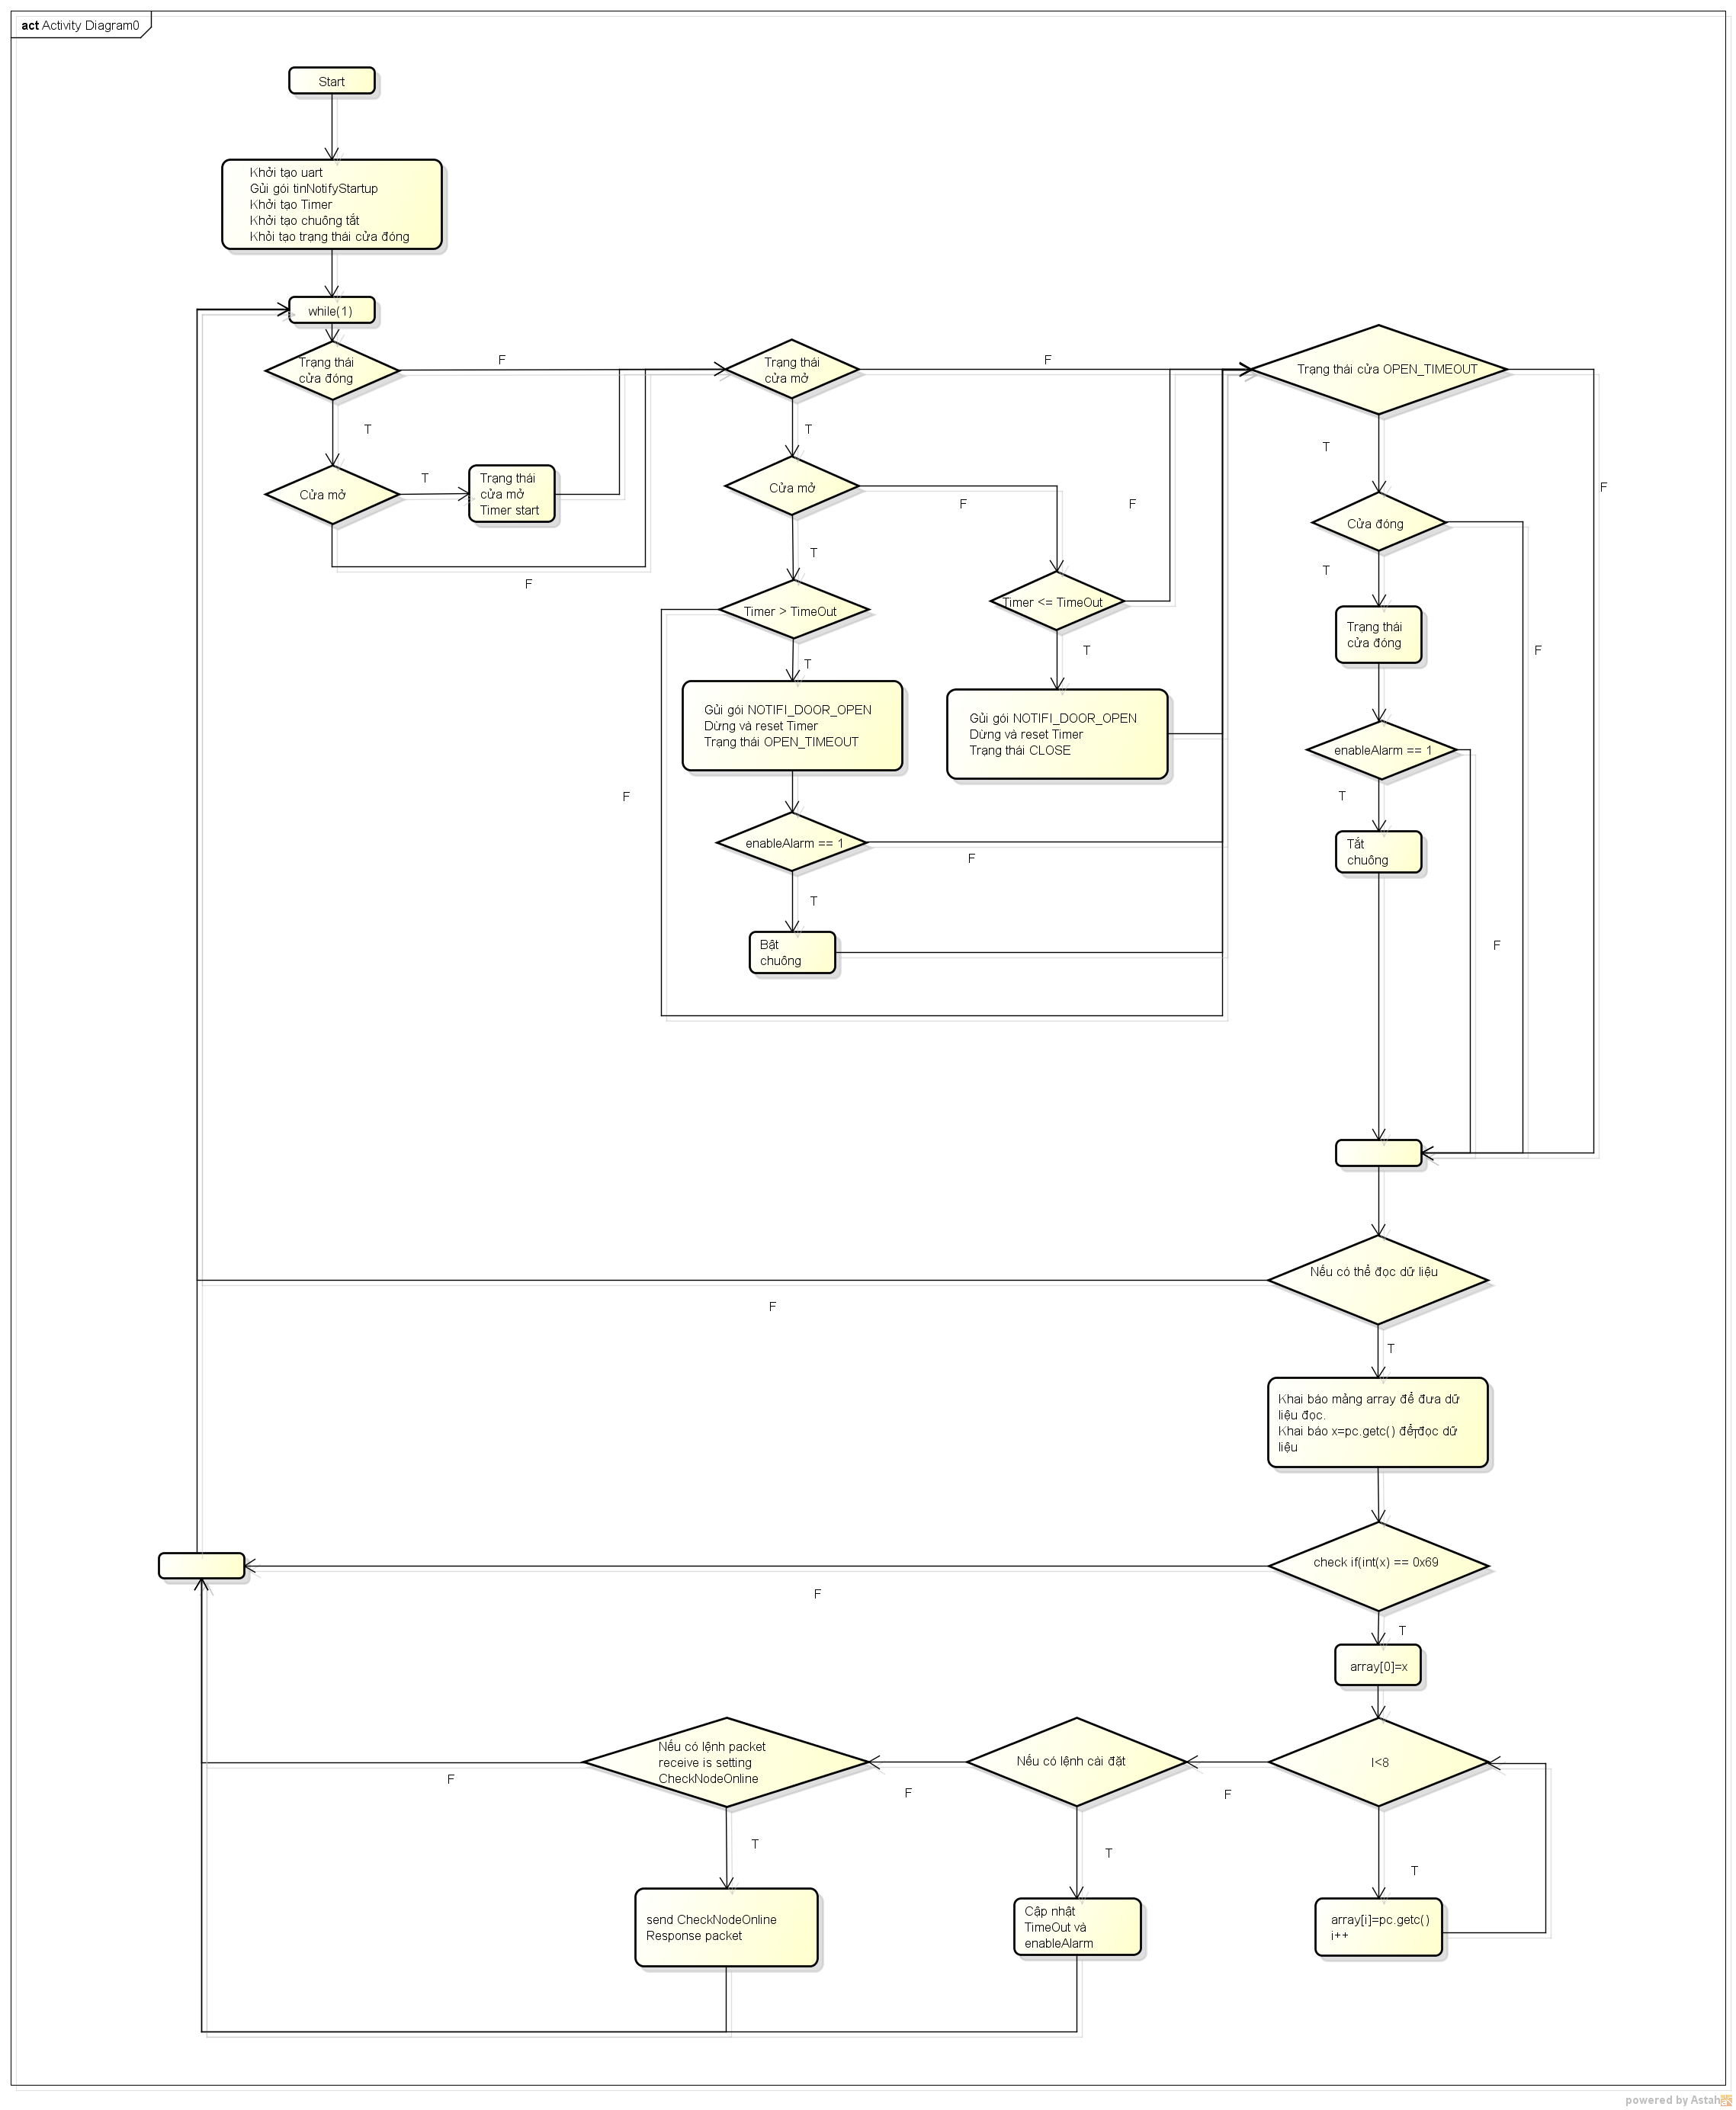 act Activity Diagram0
Start
Khởi tạo uart
Gửi gói tinNotifyStartup
Khởi tạo Timer
Khởi tạo chuông tắt
Khỏi tạo trạng thái cửa đóng
while(1)
Trạng thái
cửa đóng
F
Trạng thái
cửa mở
F
Trạng thái cửa OPEN_TIMEOUT
T
T
T
Cửa mở
T
Trạng thái
cửa mở
Timer start
F
Cửa mở
F
F
T
Timer > TimeOut
F
T
Timer <= TimeOut
T
Gửi gói NOTIFI_DOOR_OPEN
Dừng và reset Timer
Trạng thái OPEN_TIMEOUT
Gửi gói NOTIFI_DOOR_OPEN
Dừng và reset Timer
Trạng thái CLOSE
enableAlarm == 1
F
T
Bật
chuông
F
Cửa đóng
T
F
Trạng thái
cửa đóng
enableAlarm == 1
T
F
Tắt
chuông
Nếu có thể đọc dữ liệu
F
T
Khai báo mảng array để đưa dữ
liệu đọc.
Khai báo x=pc.getc() để đọc dữ
liệu
T
check if(int(x) == 0x69
F
T
array[0]=x
I<8
F
T
array[i]=pc.getc()
i++
Nếu có lệnh cài đặt
F
T
Cập nhật
TimeOut và
enableAlarm
Nếu có lệnh packet
receive is setting
CheckNodeOnline
F
T
send CheckNodeOnline
Response packet
powered by Astah